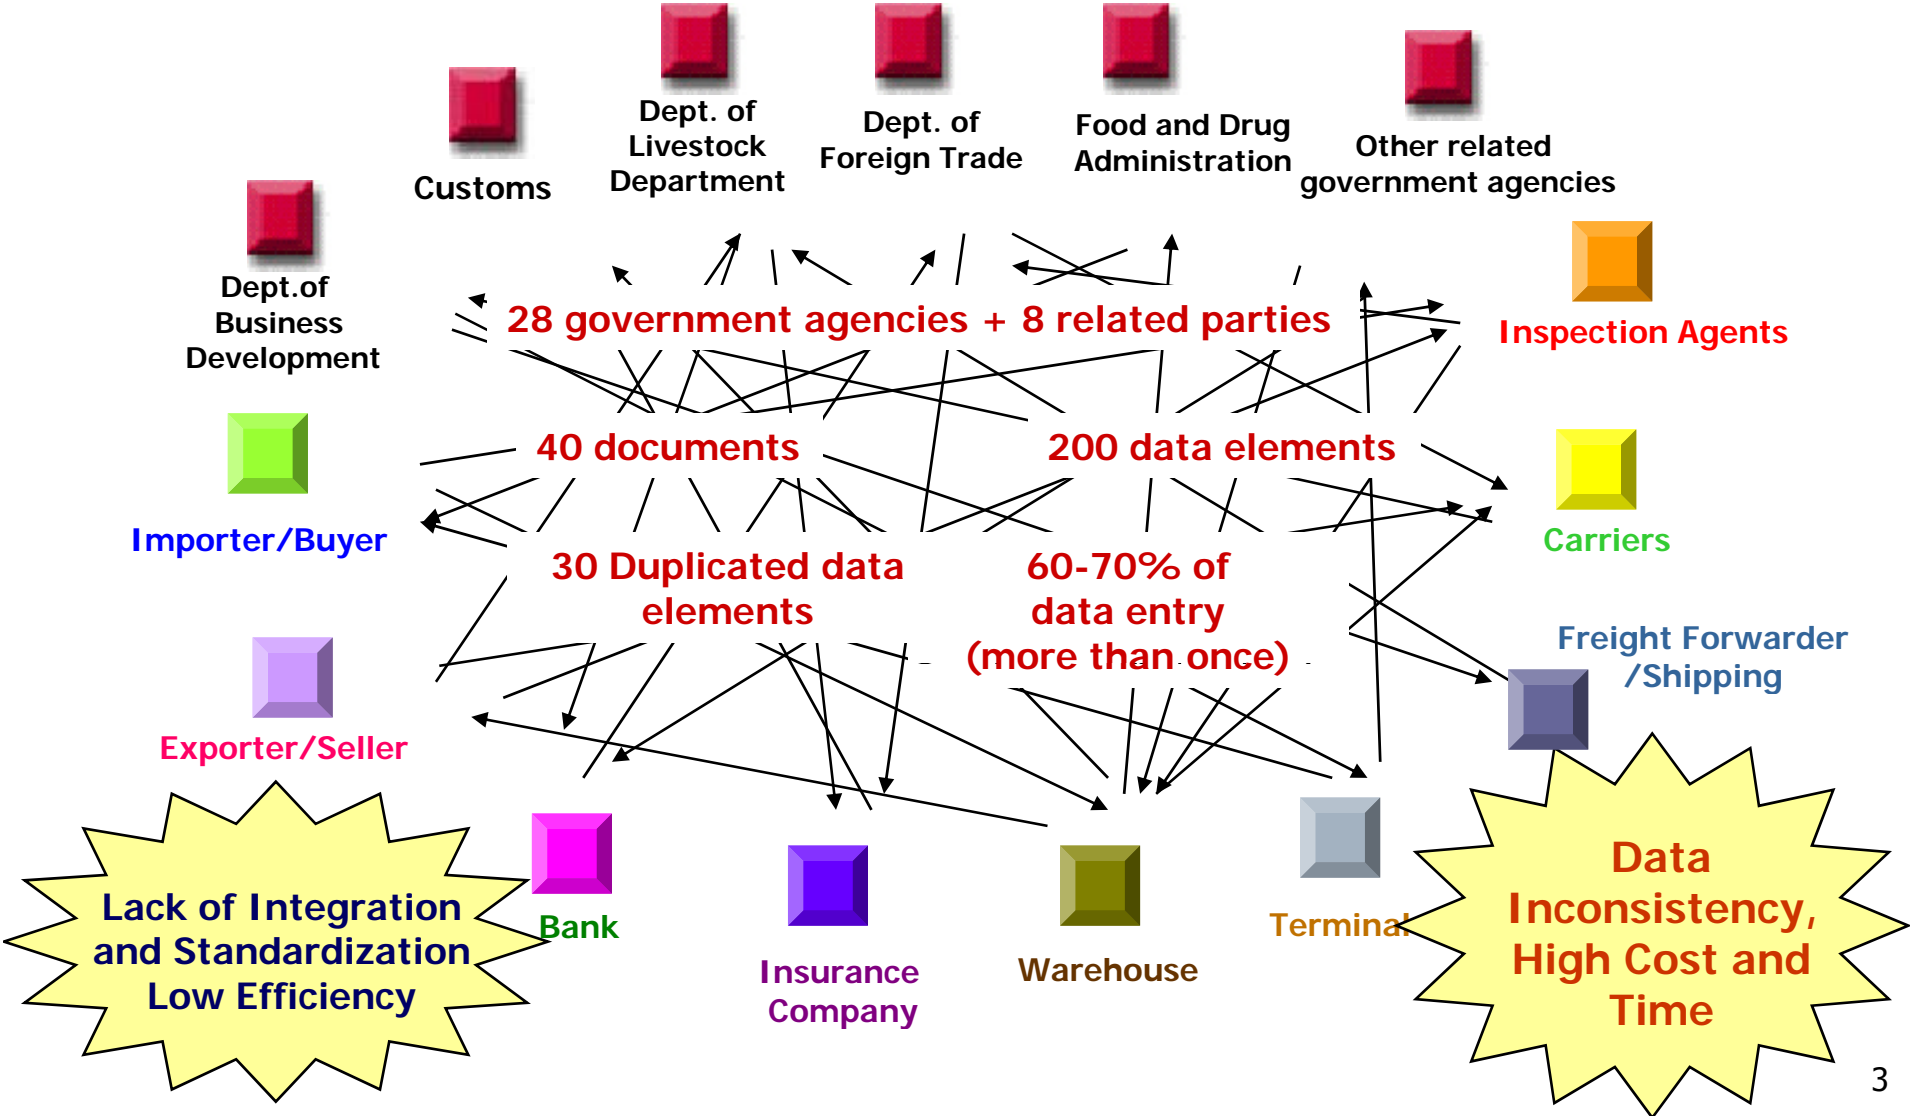 Dept. of
Livestock
Department
Dept. of
Foreign Trade
Food and Drug
Administration
Other related
government agencies
Customs
Dept.of
Business
Development
28 government agencies + 8 related parties
Inspection Agents
40 documents
200 data elements
Importer/Buyer
Carriers
30 Duplicated data
elements
60-70% of
data entry
(more than once)
Freight Forwarder
/Shipping
Exporter/Seller
Lack of Integration
and Standardization
Low Efficiency
Bank
Insurance
Company
Warehouse
Terminal
Data
Inconsistency,
High Cost and
Time
3